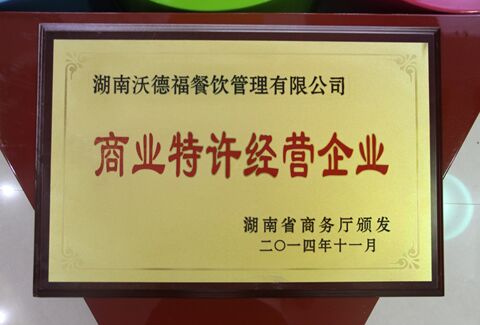 湖南沃德福餐饮管理有限公司
商业特许经营企业
湖南省商务厅颁发
二〇一四年十一月